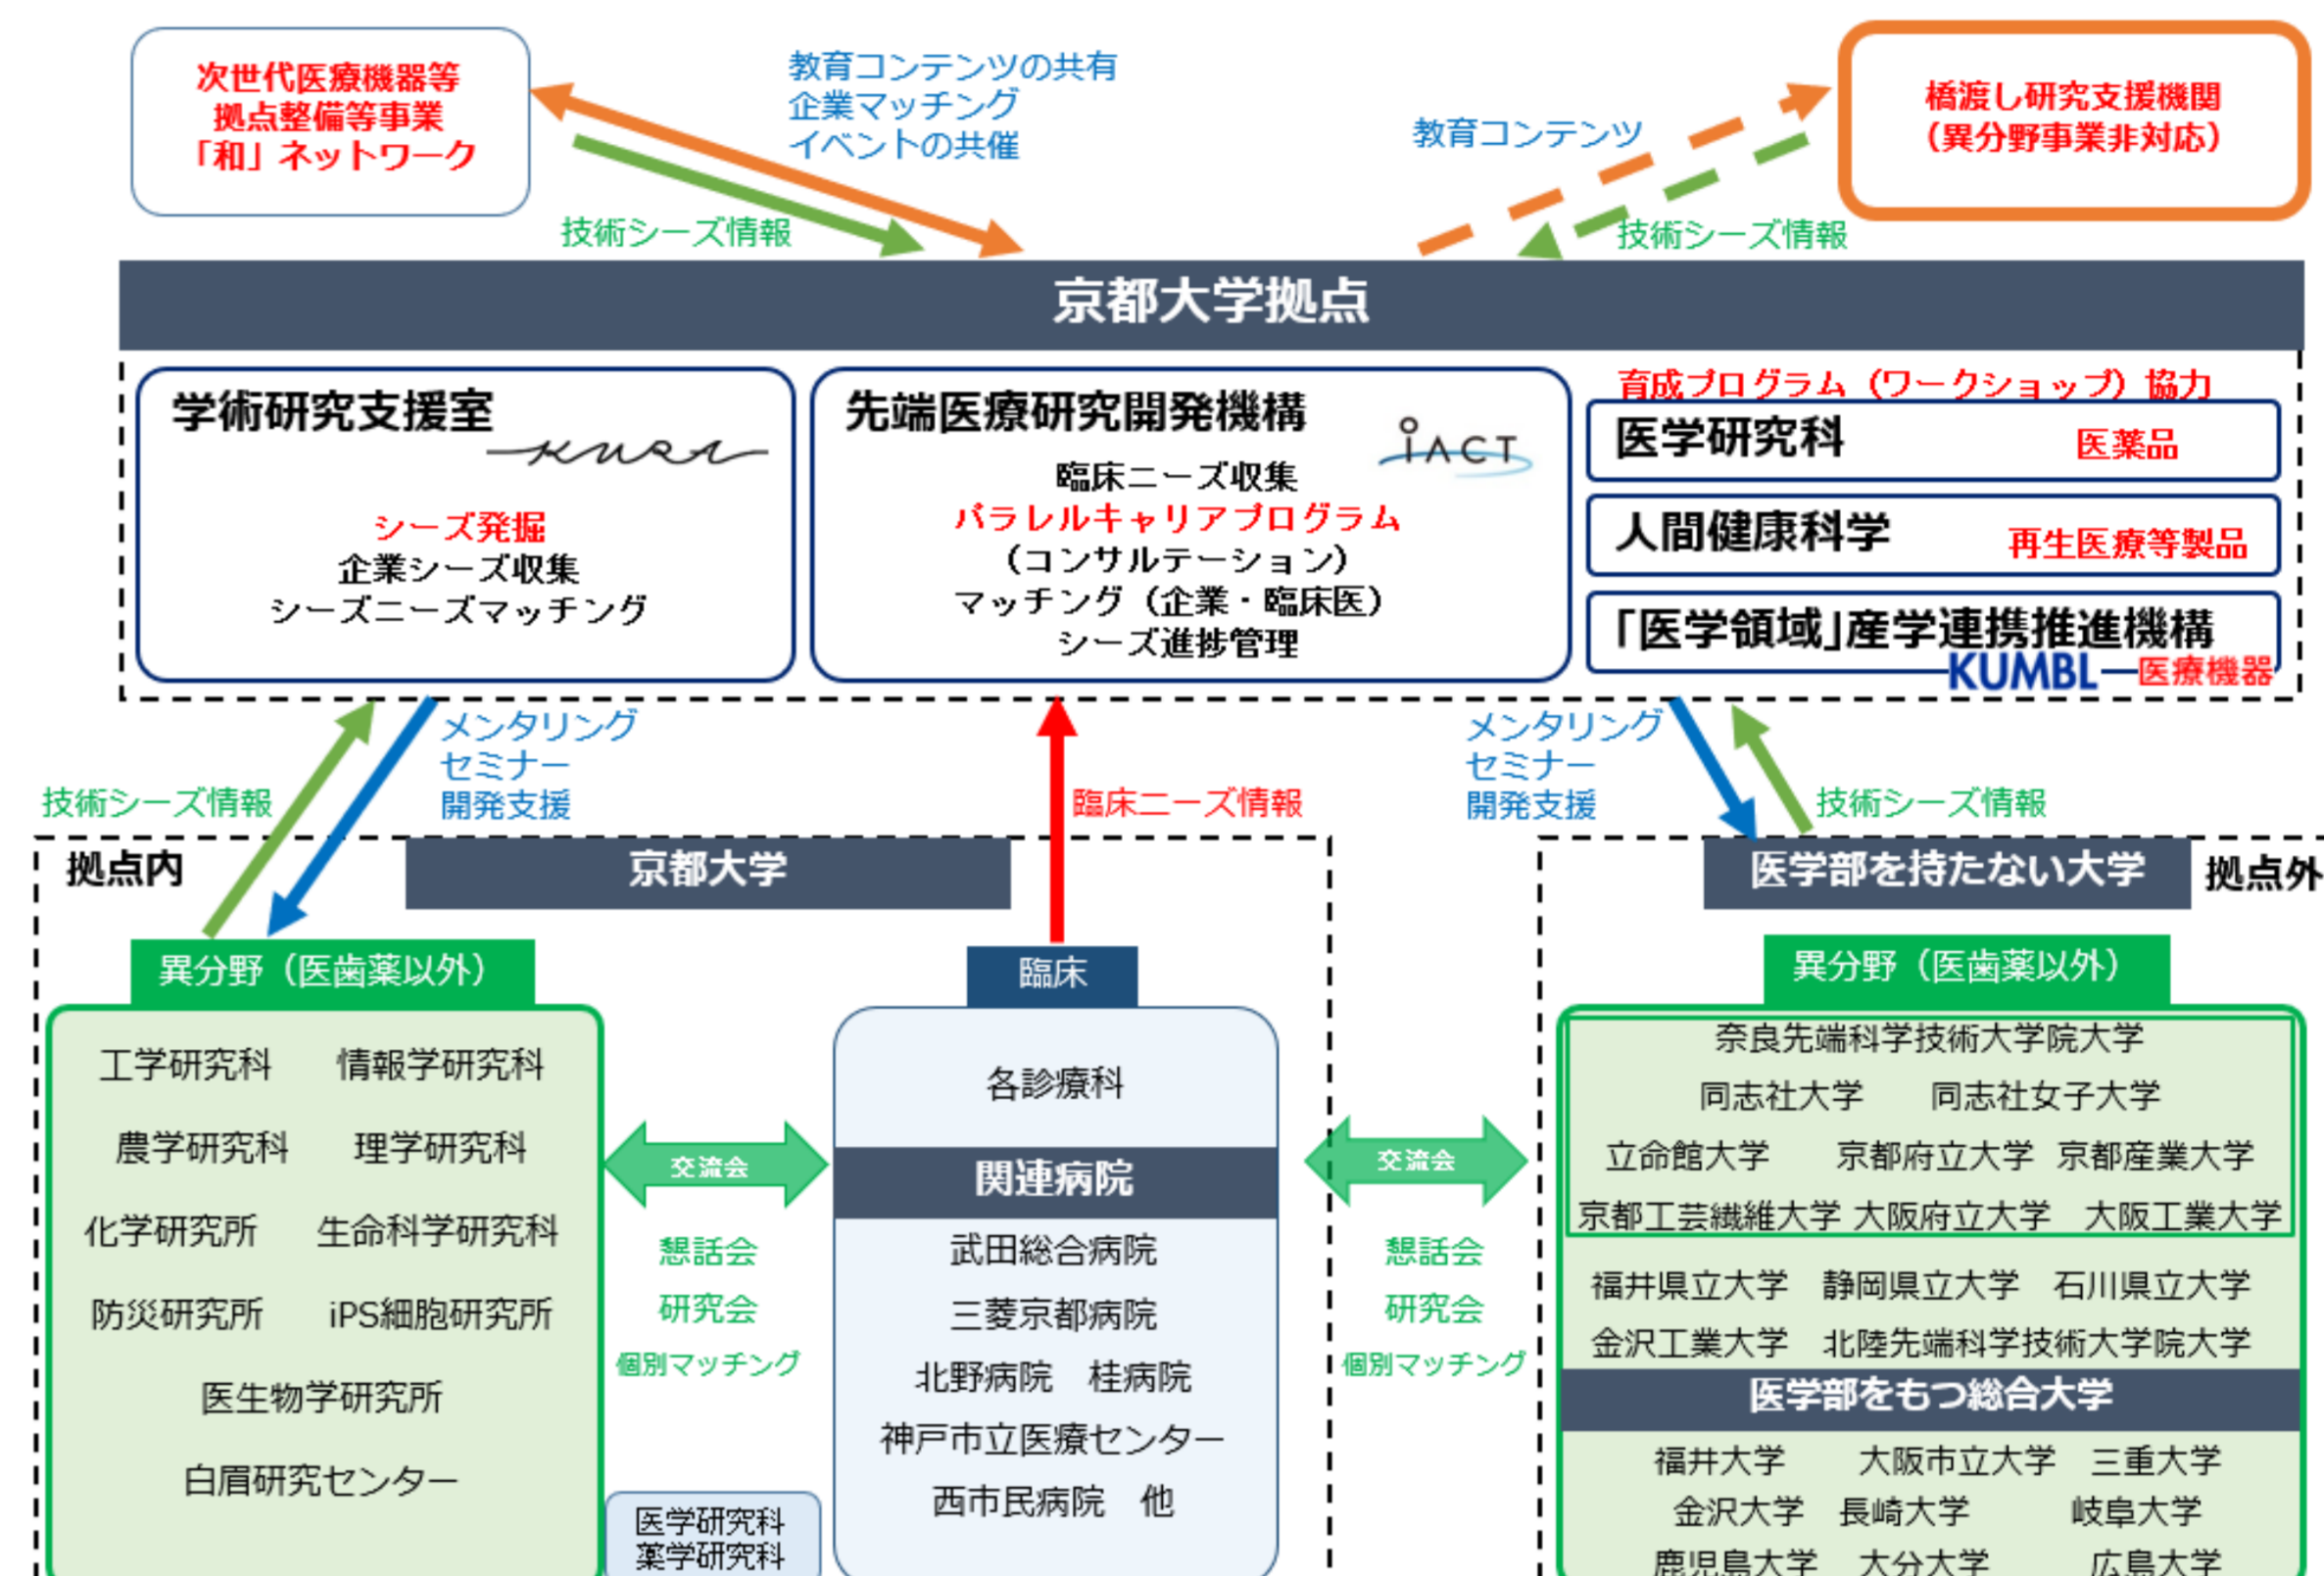 次世代医療機器等
拠点整備等事業
「和」ネットワーク
教育コンテンツの共有
企業マッチング
イベントの共催
技術シーズ情報
教育コンテンツ
技術シーズ情報
橋渡し研究支援機関
（異分野事業非対応）
京都大学拠点
学術研究支援室
KURA
シーズ発掘
企業シーズ収集
シーズニーズマッチング
先端医療研究開発機構
iACT
臨床ニーズ収集
パラレルキャリアプログラム
（コンサルテーション）
マッチング（企業・臨床医）
シーズ進捗管理
育成プログラム（ワークショップ）協力
医学研究科 医薬品
人間健康科学 再生医療等製品
「医学領域」産学連携推進機構
KUMBL 医療機器
技術シーズ情報
メンタリング
セミナー
開発支援
臨床ニーズ情報
メンタリング
セミナー
開発支援
技術シーズ情報
拠点内
京都大学
異分野（医歯薬以外）
工学研究科 情報学研究科
農学研究科 理学研究科
化学研究所 生命科学研究科
防災研究所 iPS細胞研究所
医生物学研究所
白眉研究センター
交流会
懇話会
研究会
個別マッチング
医学研究科
薬学研究科
臨床
各診療科
関連病院
武田総合病院
三菱京都病院
北野病院 桂病院
神戸市立医療センター
西市民病院 他
交流会
懇話会
研究会
個別マッチング
医学部を持たない大学
拠点外
異分野（医歯薬以外）
奈良先端科学技術大学院大学
同志社大学 同志社女子大学
立命館大学 京都府立大学 京都産業大学
京都工芸繊維大学 大阪府立大学 大阪工業大学
福井県立大学 静岡県立大学 石川県立大学
金沢工業大学 北陸先端科学技術大学院大学
医学部をもつ総合大学
福井大学 大阪市立大学 三重大学
金沢大学 長崎大学 岐阜大学
鹿児島大学 大分大学 広島大学